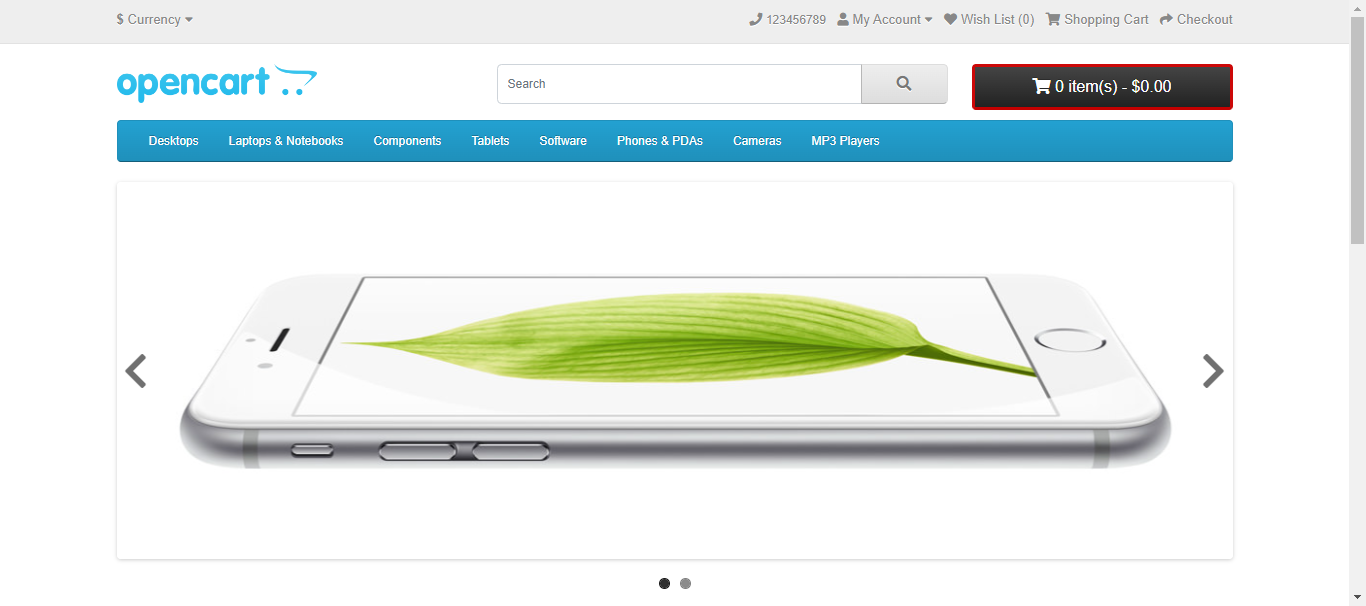 $ Currency
123456789 My Account Wish List (0) Shopping Cart Checkout
opencart
Search
0 item(s) - $0.00
Desktops Laptops & Notebooks Components Tablets Software Phones & PDAs Cameras MP3 Players